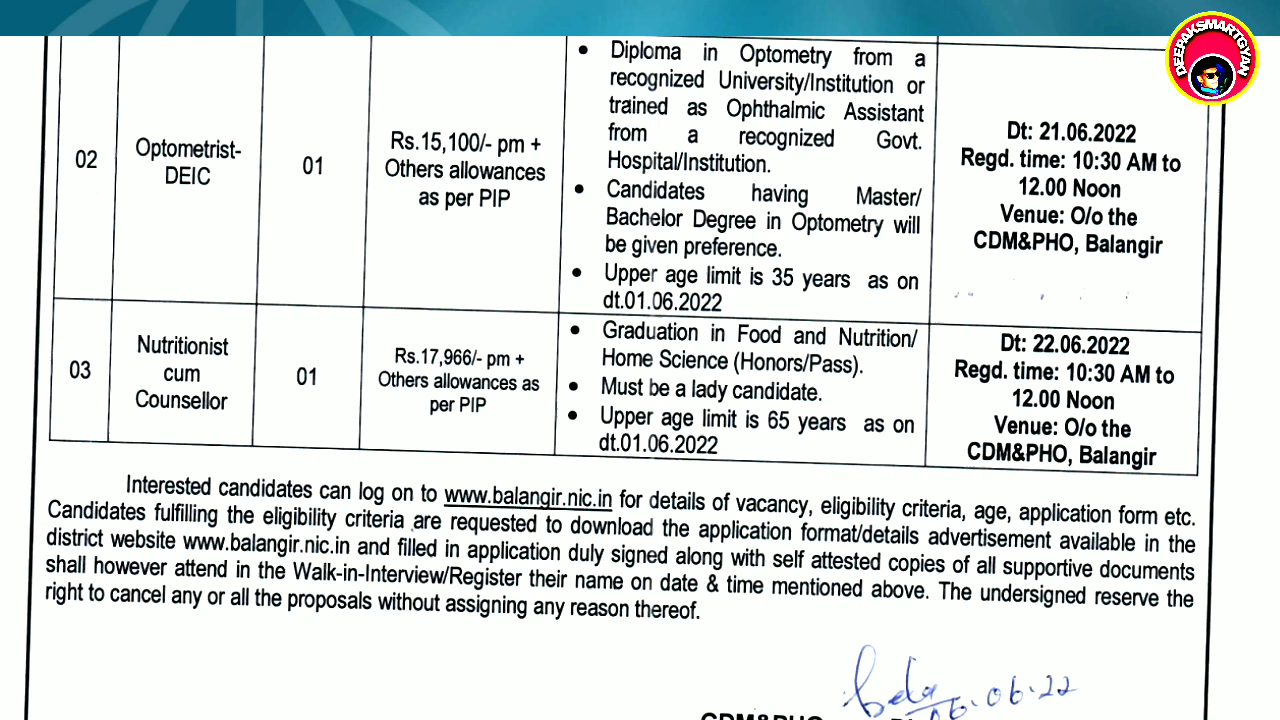 DEEPAKSMARTGYAN
02
Optometrist-
DEIC
01
Rs.15,100/- pm +
Others allowances
as per PIP
• Diploma in Optometry from a
recognized University/Institution or
trained as Ophthalmic Assistant
from a recognized Govt.
Hospital/Institution.
• Candidates having Master/
Bachelor Degree in Optometry will
be given preference.
• Upper age limit is 35 years as on
dt.01.06.2022
Dt: 21.06.2022
Regd. time: 10:30 AM to
12.00 Noon
Venue: O/o the
CDM&PHO, Balangir
03
Nutritionist
cum
Counsellor
01
Rs.17,966/- pm +
Others allowances as
per PIP
• Graduation in Food and Nutrition/
Home Science (Honors/Pass).
• Must be a lady candidate.
• Upper age limit is 65 years as on
dt.01.06.2022
Dt: 22.06.2022
Regd. time: 10:30 AM to
12.00 Noon
Venue: O/o the
CDM&PHO, Balangir
Interested candidates can log on to www.balangir.nic.in for details of vacancy, eligibility criteria, age, application form etc.
Candidates fulfilling the eligibility criteria are requested to download the application format/details advertisement available in the
district website www.balangir.nic.in and filled in application duly signed along with self attested copies of all supportive documents
shall however attend in the Walk-in-Interview/Register their name on date & time mentioned above. The undersigned reserve the
right to cancel any or all the proposals without assigning any reason thereof.
06.06.22
CDM&PHO